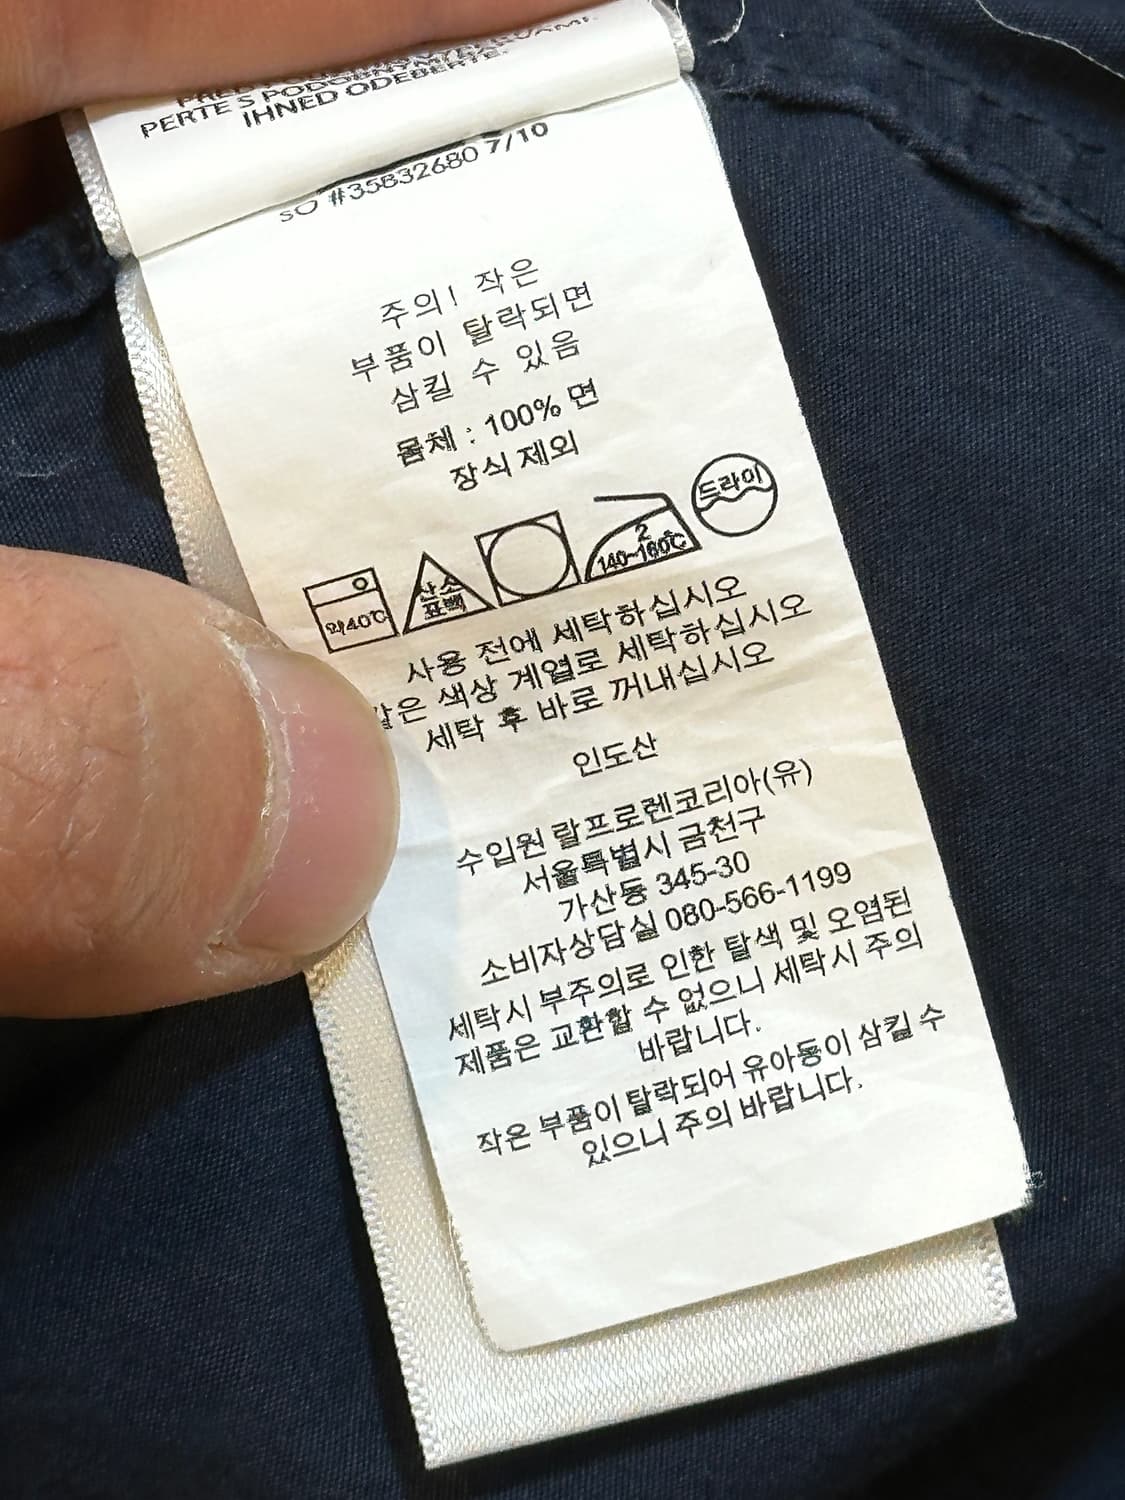 PERTE S PODOBNÝMI
IHNED ODEBERTE.
SO #35832680 7/10
주의! 작은
부품이 탈락되면
삼킬 수 있음
몸체 : 100% 면
장식 제외
약40℃
산소
표백
2
140~160℃
드라이
사용 전에 세탁하십시오
같은 색상 계열로 세탁하십시오
세탁 후 바로 꺼내십시오
인도산
수입원 랄프로렌코리아(유)
서울특별시 금천구
가산동 345-30
소비자상담실 080-566-1199
세탁시 부주의로 인한 탈색 및 오염된
제품은 교환할 수 없으니 세탁시 주의
바랍니다.
작은 부품이 탈락되어 유아동이 삼킬 수
있으니 주의 바랍니다.